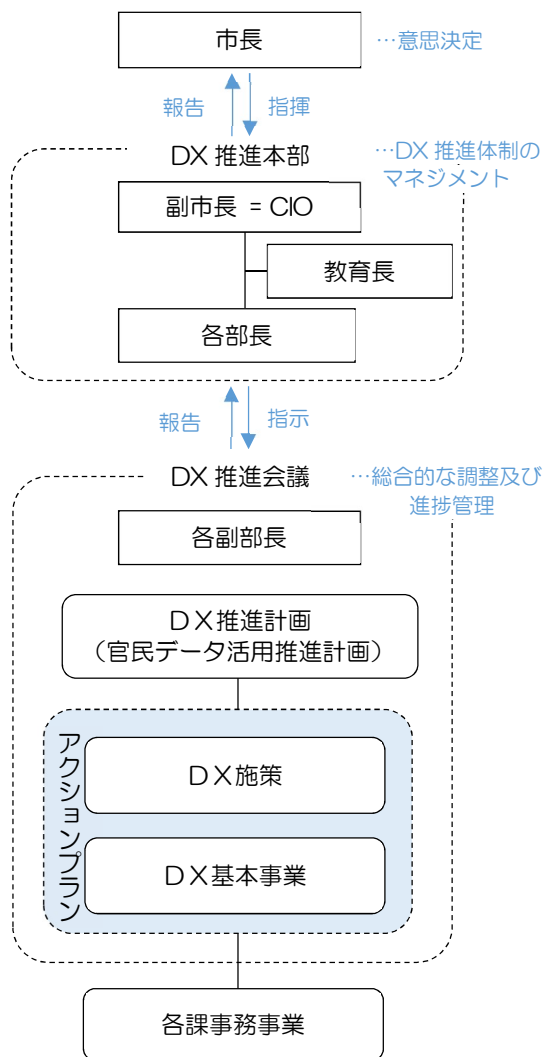 市長
…意思決定
報告
指揮
DX 推進本部
…DX 推進体制の
マネジメント
副市長 = CIO
教育長
各部長
報告
指示
DX 推進会議
…総合的な調整及び
進捗管理
各副部長
ＤＸ推進計画
（官民データ活用推進計画）
アクションプラン
ＤＸ施策
ＤＸ基本事業
各課事務事業